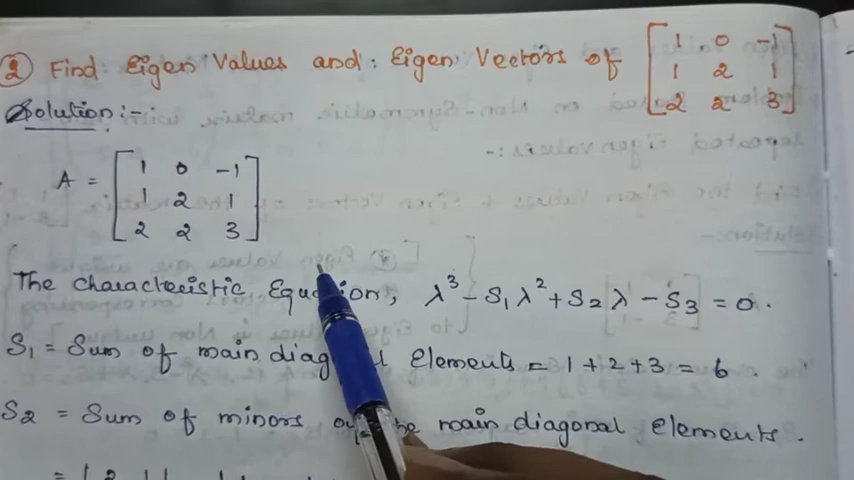 ② Find Eigen Values and Eigen Vectors of [1 0 -1
1 2 1
2 2 3]
Solution:-
A = [1 0 -1
1 2 1
2 2 3]
The characteristic Equation, λ³ - S₁λ² + S₂λ - S₃ = 0.
S₁ = Sum of main diagonal elements = 1 + 2 + 3 = 6.
S₂ = Sum of minors of the main diagonal elements.